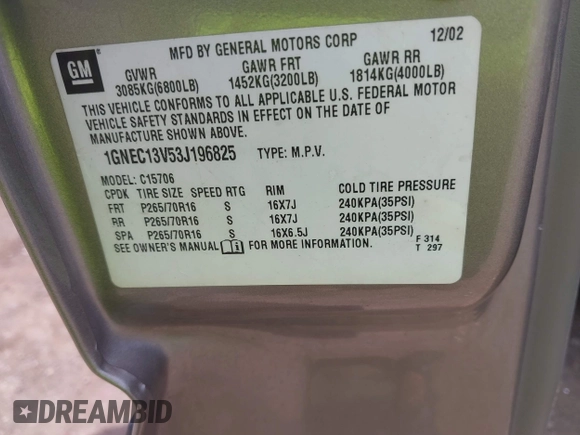 GM
MFD BY GENERAL MOTORS CORP 12/02
GVWR GAWR FRT GAWR RR
3085KG(6800LB) 1452KG(3200LB) 1814KG(4000LB)
THIS VEHICLE CONFORMS TO ALL APPLICABLE U.S. FEDERAL MOTOR
VEHICLE SAFETY STANDARDS IN EFFECT ON THE DATE OF
MANUFACTURE SHOWN ABOVE.
1GNEC13V53J196825 TYPE: M.P.V.
MODEL: C15706
CPDK TIRE SIZE SPEED RTG RIM COLD TIRE PRESSURE
FRT P265/70R16 S 16X7J 240KPA(35PSI)
RR P265/70R16 S 16X7J 240KPA(35PSI)
SPA P265/70R16 S 16X6.5J 240KPA(35PSI)
SEE OWNER'S MANUAL FOR MORE INFORMATION.
F 314
T 297
DREAMBID